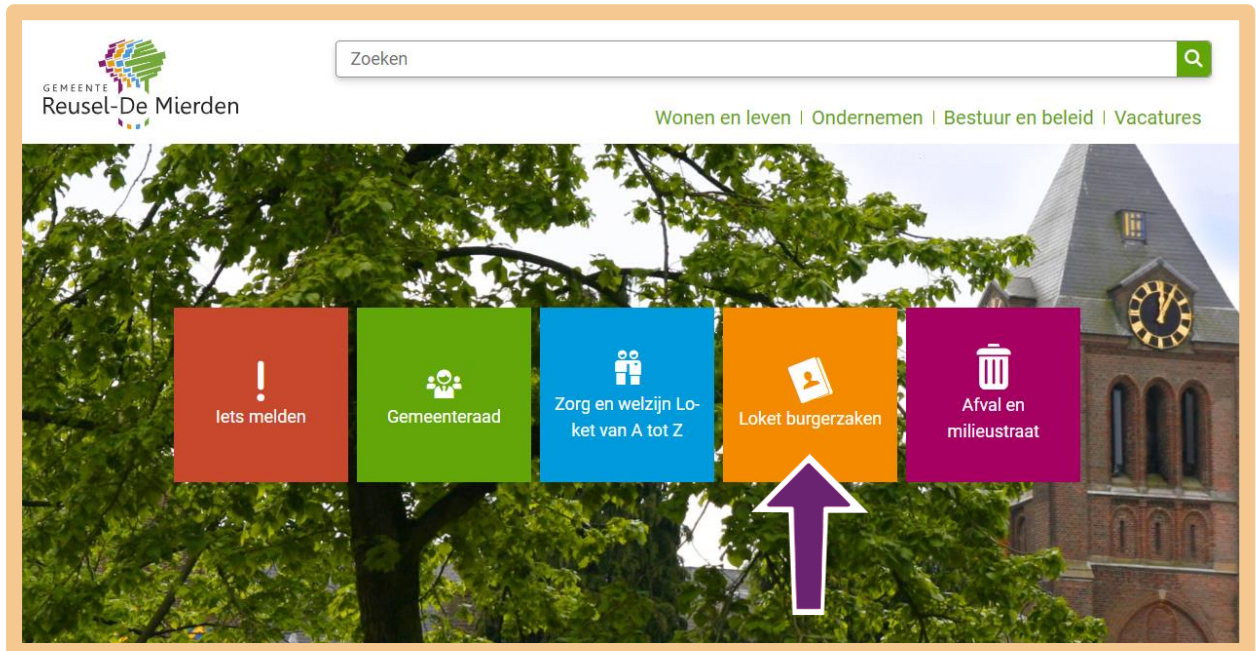 Zoeken
GEMEENTE
Reusel-De Mierden
Wonen en leven | Ondernemen | Bestuur en beleid | Vacatures
Iets melden
Gemeenteraad
Zorg en welzijn Lo-
ket van A tot Z
Loket burgerzaken
Afval en
milieustraat